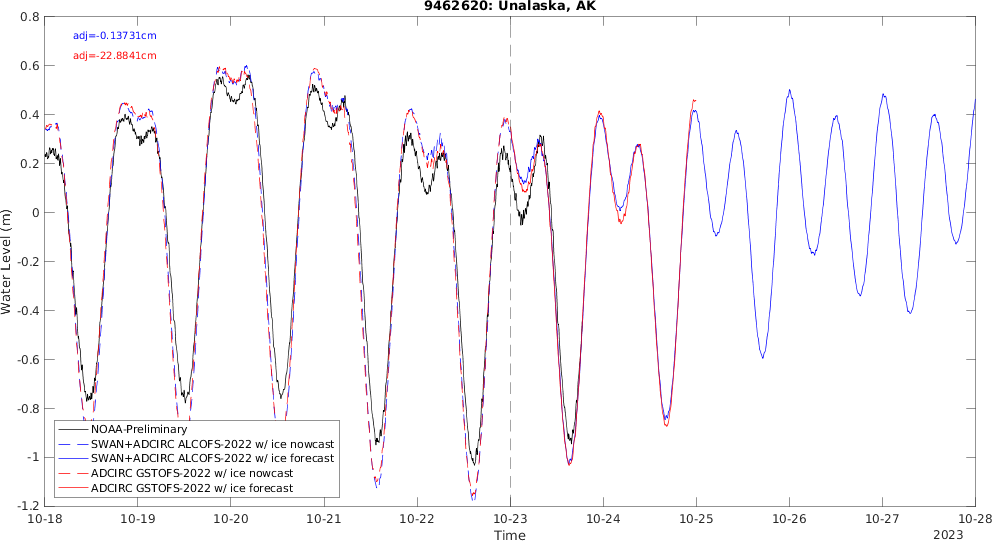 9462620: Unalaska, AK
adj=-0.13731cm
adj=-22.8841cm
Water Level (m)
0.8
0.6
0.4
0.2
0
-0.2
-0.4
-0.6
-0.8
-1
-1.2
NOAA-Preliminary
SWAN+ADCIRC ALCOFS-2022 w/ ice nowcast
SWAN+ADCIRC ALCOFS-2022 w/ ice forecast
ADCIRC GSTOFS-2022 w/ ice nowcast
ADCIRC GSTOFS-2022 w/ ice forecast
10-18 10-19 10-20 10-21 10-22 10-23 10-24 10-25 10-26 10-27 10-28
Time
2023